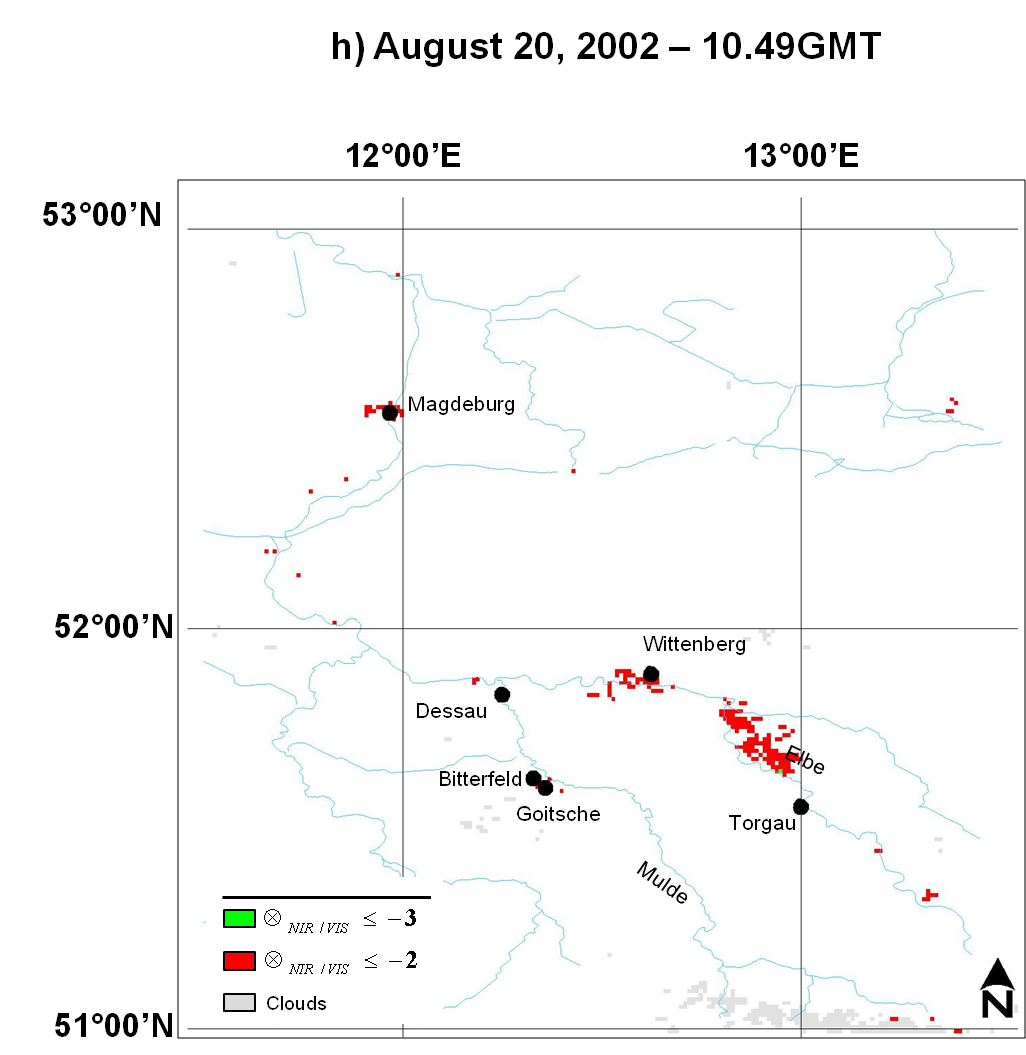 h) August 20, 2002 – 10.49GMT
12°00’E 13°00’E
53°00’N
Magdeburg
52°00’N
Wittenberg
Dessau
Elbe
Bitterfeld
Goitsche
Torgau
Mulde
⊗ NIR /VIS ≤ −3
⊗ NIR /VIS ≤ −2
Clouds
N
51°00’N